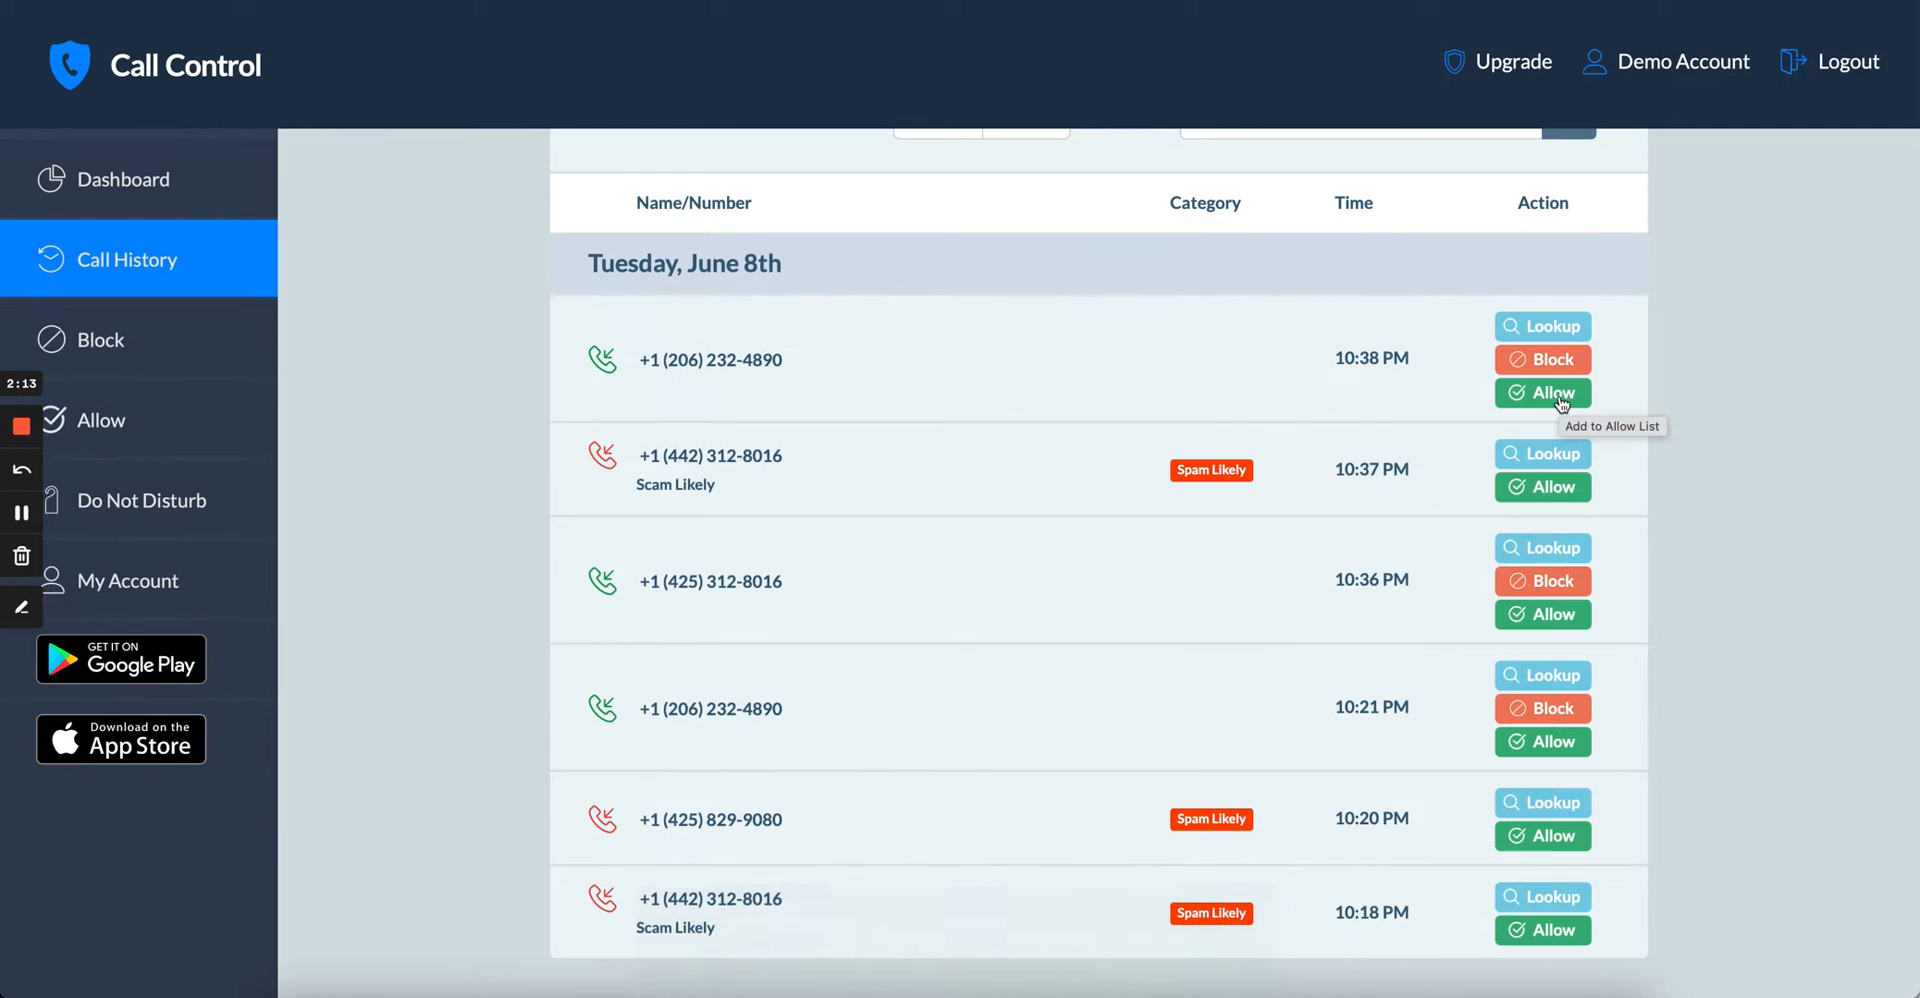 Call Control
Upgrade
Demo Account
Logout
Dashboard
Call History
Block
Allow
Do Not Disturb
My Account
2:13
GET IT ON
Google Play
Download on the
App Store
Name/Number Category Time Action
Tuesday, June 8th
+1 (206) 232-4890 10:38 PM
Lookup
Block
Allow
Add to Allow List
+1 (442) 312-8016
Scam Likely
Spam Likely
10:37 PM
Lookup
Allow
+1 (425) 312-8016 10:36 PM
Lookup
Block
Allow
+1 (206) 232-4890 10:21 PM
Lookup
Block
Allow
+1 (425) 829-9080 Spam Likely 10:20 PM
Lookup
Allow
+1 (442) 312-8016
Scam Likely
Spam Likely
10:18 PM
Lookup
Allow